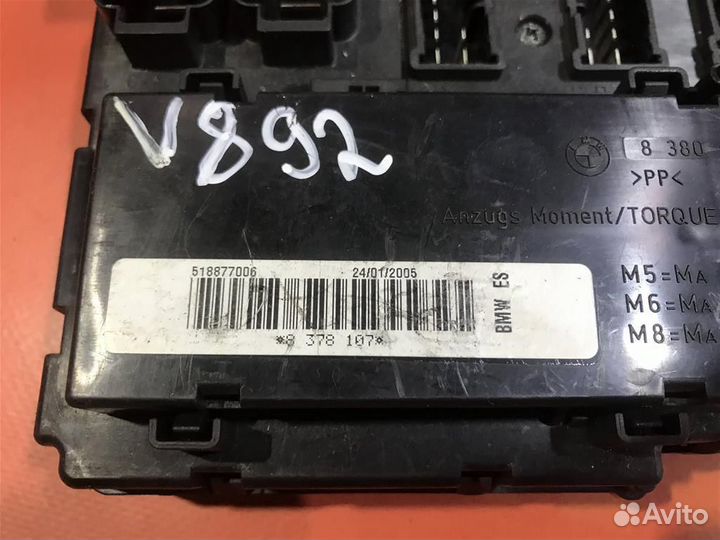 V892
8 380
>PP<
Anzugs Moment/TORQUE
518877006 24/01/2005
BMW ES
*8 378 107*
M5=MA
M6=MA
M8=MA
Avito